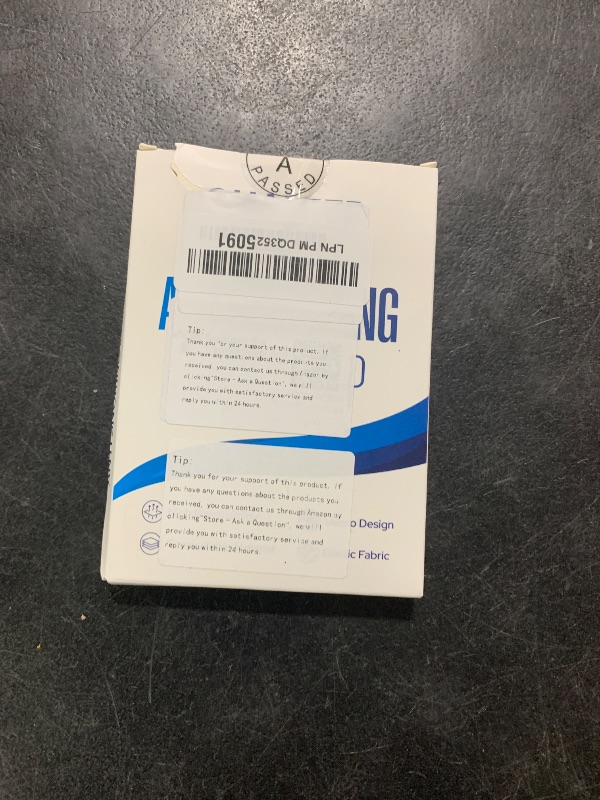 A
PASSED
LPN PM DQ3525091
A
NG
Tip:
Thank you for your support of this product. If
you have any questions about the products you
received, you can contact us through Amazon by
clicking"Store - Ask a Question", we will
provide you with satisfactory service and
reply you within 24 hours.
Tip:
Thank you for your support of this product. If
you have any questions about the products you
received, you can contact us through Amazon by
clicking"Store - Ask a Question", we will
provide you with satisfactory service and
reply you within 24 hours.
o Design
ic Fabric